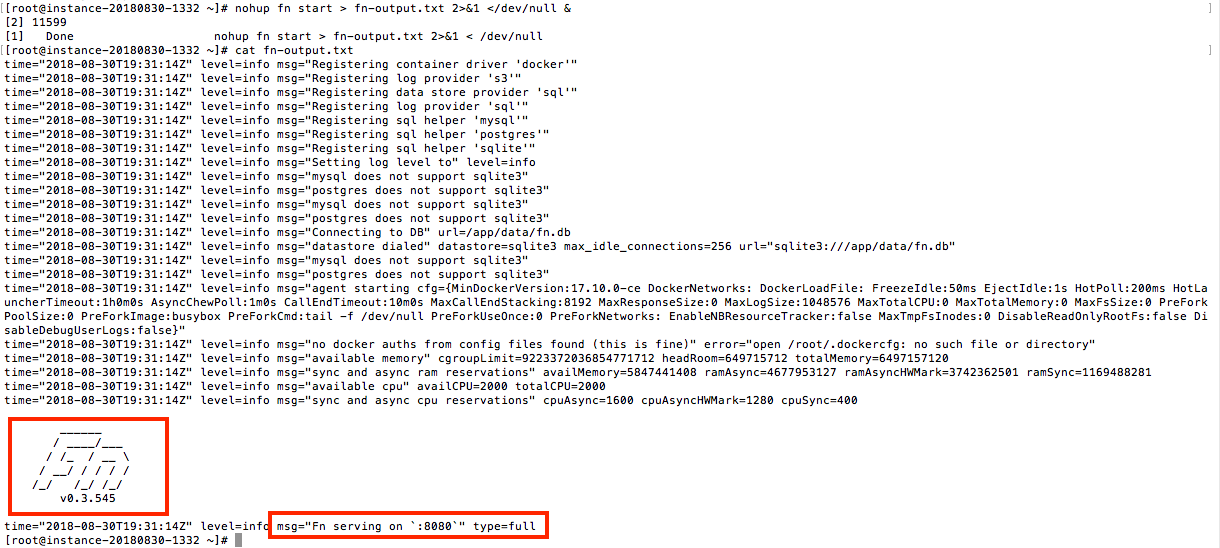 [[root@instance-20180830-1332 ~]# nohup fn start > fn-output.txt 2>&1 </dev/null & ]
[2] 11599
[1]   Done                    nohup fn start > fn-output.txt 2>&1 < /dev/null
[[root@instance-20180830-1332 ~]# cat fn-output.txt ]
time="2018-08-30T19:31:14Z" level=info msg="Registering container driver 'docker'"
time="2018-08-30T19:31:14Z" level=info msg="Registering log provider 's3'"
time="2018-08-30T19:31:14Z" level=info msg="Registering data store provider 'sql'"
time="2018-08-30T19:31:14Z" level=info msg="Registering log provider 'sql'"
time="2018-08-30T19:31:14Z" level=info msg="Registering sql helper 'mysql'"
time="2018-08-30T19:31:14Z" level=info msg="Registering sql helper 'postgres'"
time="2018-08-30T19:31:14Z" level=info msg="Registering sql helper 'sqlite'"
time="2018-08-30T19:31:14Z" level=info msg="Setting log level to" level=info
time="2018-08-30T19:31:14Z" level=info msg="mysql does not support sqlite3"
time="2018-08-30T19:31:14Z" level=info msg="postgres does not support sqlite3"
time="2018-08-30T19:31:14Z" level=info msg="mysql does not support sqlite3"
time="2018-08-30T19:31:14Z" level=info msg="postgres does not support sqlite3"
time="2018-08-30T19:31:14Z" level=info msg="Connecting to DB" url=/app/data/fn.db
time="2018-08-30T19:31:14Z" level=info msg="datastore dialed" datastore=sqlite3 max_idle_connections=256 url="sqlite3:///app/data/fn.db"
time="2018-08-30T19:31:14Z" level=info msg="mysql does not support sqlite3"
time="2018-08-30T19:31:14Z" level=info msg="postgres does not support sqlite3"
time="2018-08-30T19:31:14Z" level=info msg="agent starting cfg={MinDockerVersion:17.10.0-ce DockerNetworks: DockerLoadFile: FreezeIdle:50ms EjectIdle:1s HotPoll:200ms HotLa
uncherTimeout:1h0m0s AsyncChewPoll:1m0s CallEndTimeout:10m0s MaxCallEndStacking:8192 MaxResponseSize:0 MaxLogSize:1048576 MaxTotalCPU:0 MaxTotalMemory:0 MaxFsSize:0 PreFork
PoolSize:0 PreForkImage:busybox PreForkCmd:tail -f /dev/null PreForkUseOnce:0 PreForkNetworks: EnableNBResourceTracker:false MaxTmpFsInodes:0 DisableReadOnlyRootFs:false Di
sableDebugUserLogs:false}"
time="2018-08-30T19:31:14Z" level=info msg="no docker auths from config files found (this is fine)" error="open /root/.dockercfg: no such file or directory"
time="2018-08-30T19:31:14Z" level=info msg="available memory" cgroupLimit=9223372036854771712 headRoom=649715712 totalMemory=6497157120
time="2018-08-30T19:31:14Z" level=info msg="sync and async ram reservations" availMemory=5847441408 ramAsync=4677953127 ramAsyncHWMark=3742362501 ramSync=1169488281
time="2018-08-30T19:31:14Z" level=info msg="available cpu" availCPU=2000 totalCPU=2000
time="2018-08-30T19:31:14Z" level=info msg="sync and async cpu reservations" cpuAsync=1600 cpuAsyncHWMark=1280 cpuSync=400
        ______
       / ____/___
      / /_  / __ \
     / __/ / / / /
    /_/   /_/ /_/
        v0.3.545
time="2018-08-30T19:31:14Z" level=info msg="Fn serving on `:8080`" type=full
[root@instance-20180830-1332 ~]#